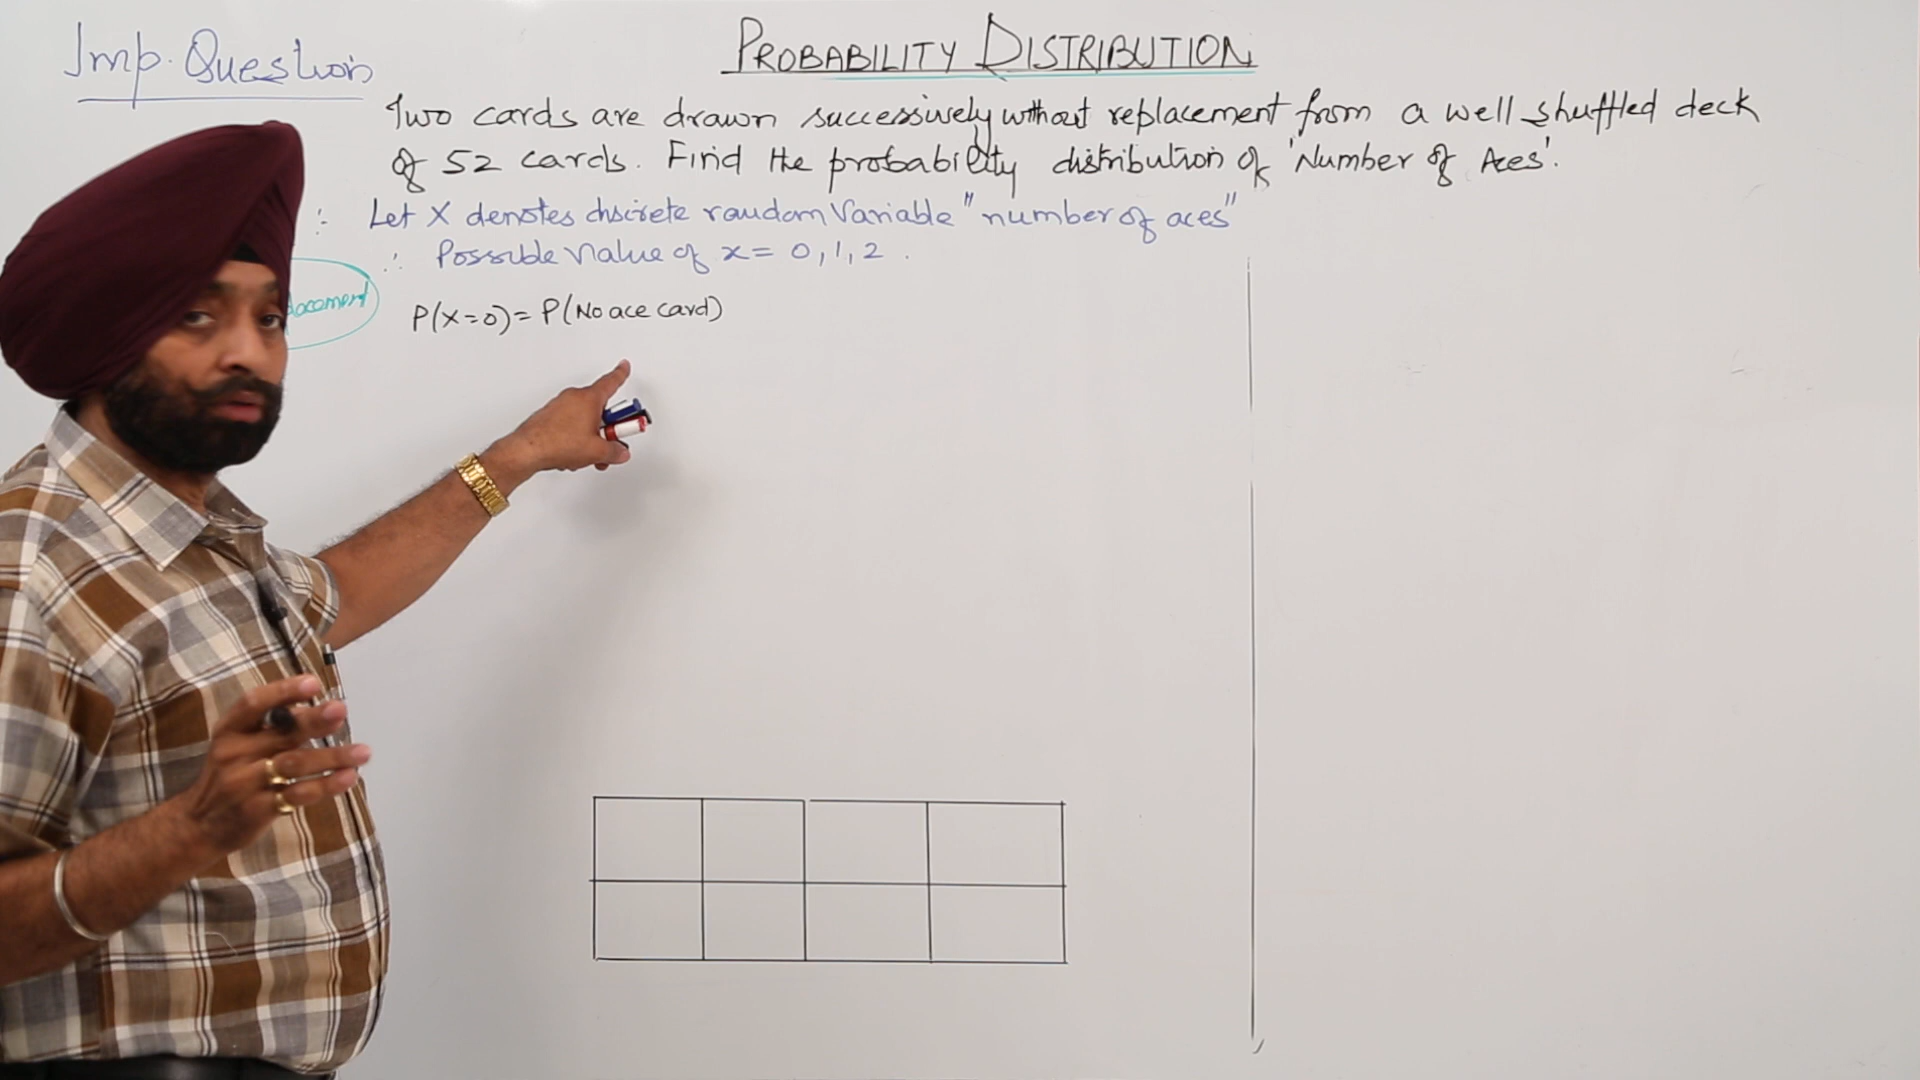 Imp. Question
PROBABILITY DISTRIBUTION
Two cards are drawn successively without replacement from a well shuffled deck
of 52 cards. Find the probability distribution of 'Number of Aces'.
: Let X denotes discrete random Variable "number of aces"
∴ Possible Value of x = 0, 1, 2 .
P(X=0) = P(No ace card)